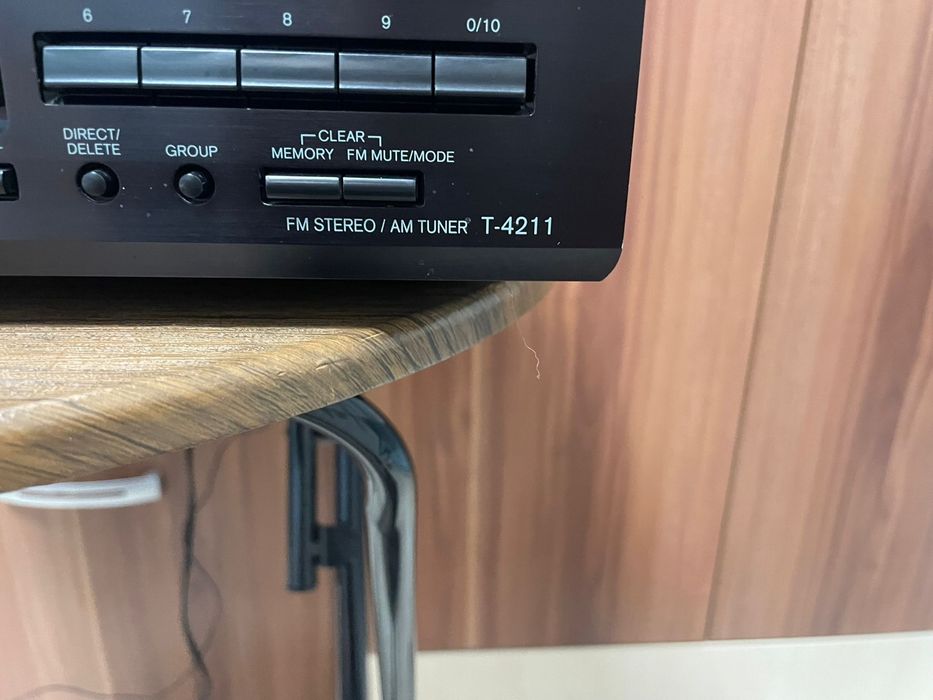 6 7 8 9 0/10
DIRECT/
DELETE
GROUP
CLEAR
MEMORY FM MUTE/MODE
FM STEREO / AM TUNER T-4211